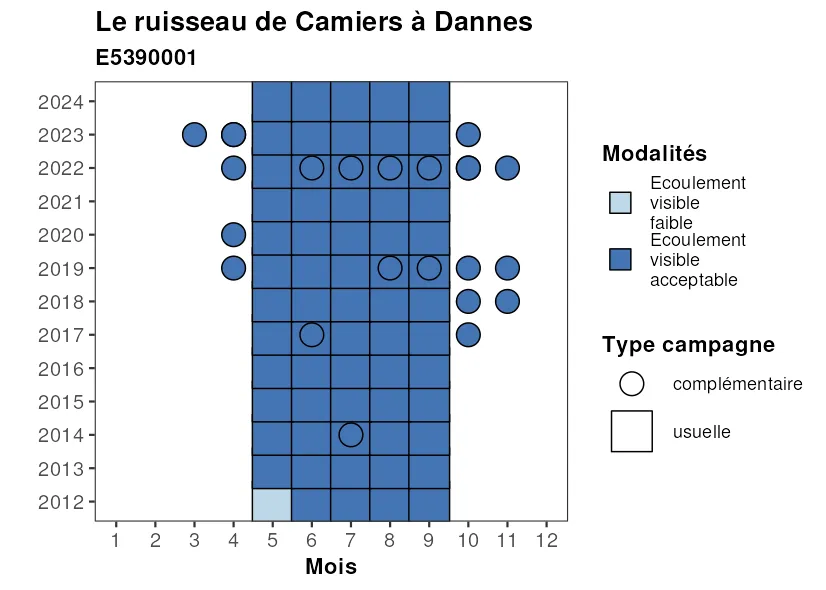 Le ruisseau de Camiers à Dannes
E5390001
2024
2023
2022
2021
2020
2019
2018
2017
2016
2015
2014
2013
2012
1 2 3 4 5 6 7 8 9 10 11 12
Mois
Modalités
Ecoulement
visible
faible
Ecoulement
visible
acceptable
Type campagne
complémentaire
usuelle